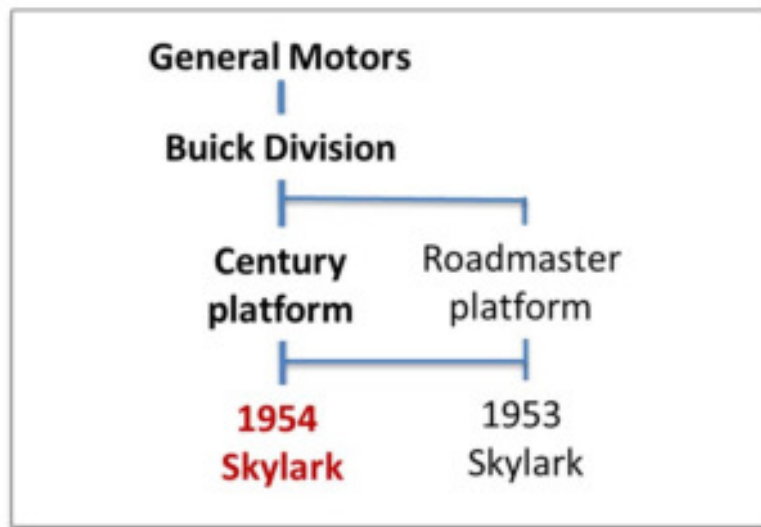 General Motors
Buick Division
Century
platform
Roadmaster
platform
1954
Skylark
1953
Skylark